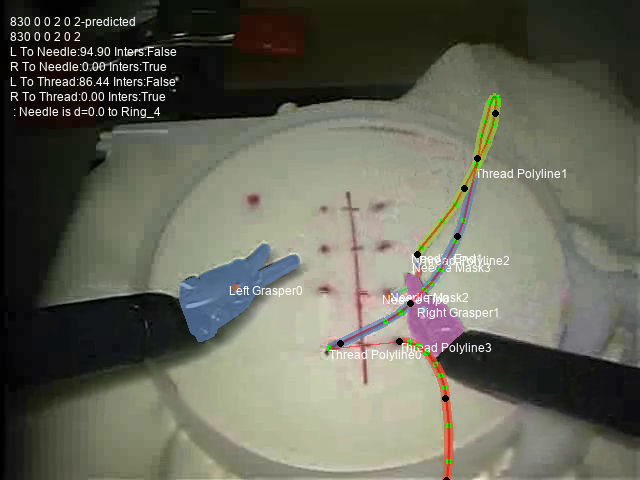 830 0 0 2 0 2-predicted
830 0 0 2 0 2
L To Needle:94.90 Inters:False
R To Needle:0.00 Inters:True
L To Thread:86.44 Inters:False
R To Thread:0.00 Inters:True
: Needle is d=0.0 to Ring_4
Thread Polyline1
Thread Polyline2
Needle Mask3
Left Grasper0
Needle Mask2
Right Grasper1
Thread Polyline0
Thread Polyline3